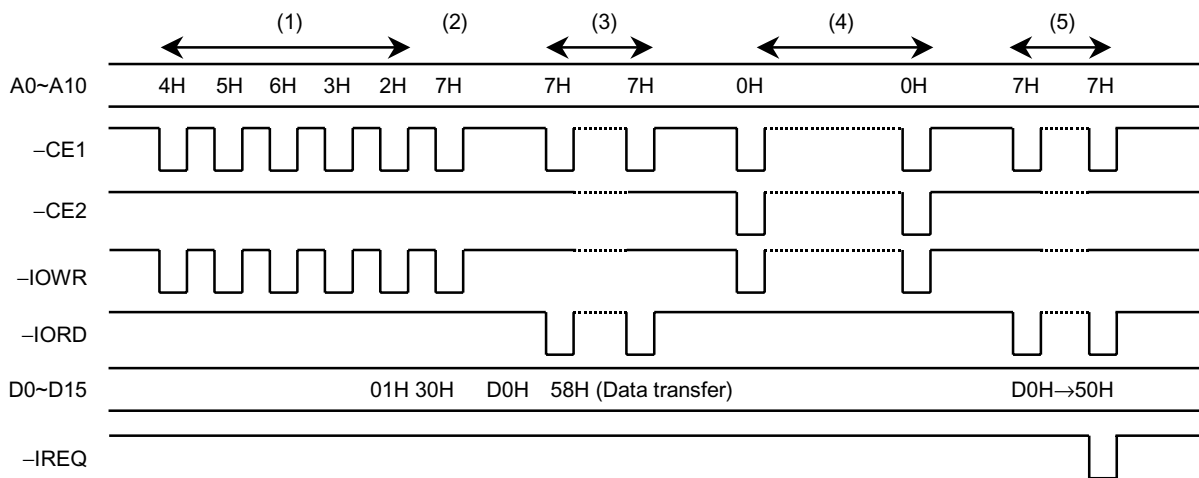 (1) (2) (3) (4) (5)
A0~A10 4H 5H 6H 3H 2H 7H 7H 7H 0H 0H 7H 7H
–CE1
–CE2
–IOWR
–IORD
D0~D15 01H 30H D0H 58H (Data transfer) D0H→50H
–IREQ